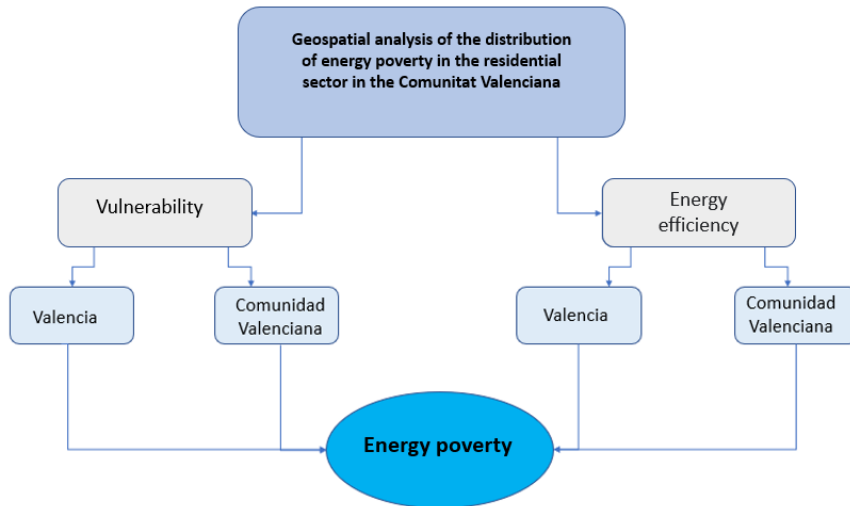 Geospatial analysis of the distribution
of energy poverty in the residential
sector in the Comunitat Valenciana
Vulnerability
Energy
efficiency
Valencia
Comunidad
Valenciana
Valencia
Comunidad
Valenciana
Energy poverty